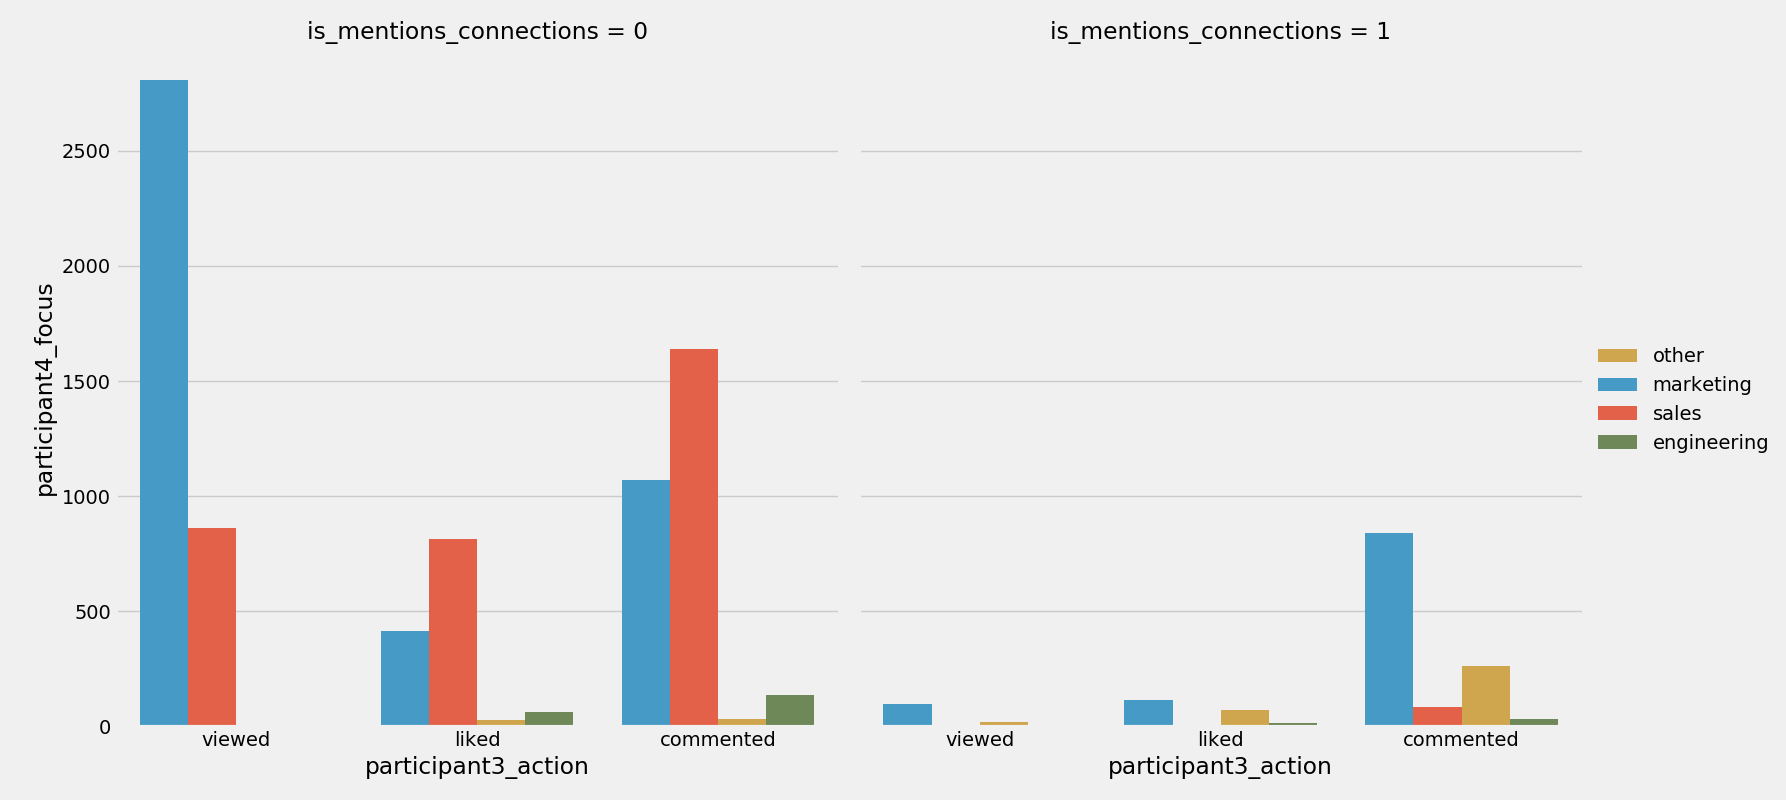 is_mentions_connections = 0
is_mentions_connections = 1
participant4_focus
2500
2000
1500
1000
500
0
viewed
liked
commented
viewed
liked
commented
participant3_action
participant3_action
other
marketing
sales
engineering